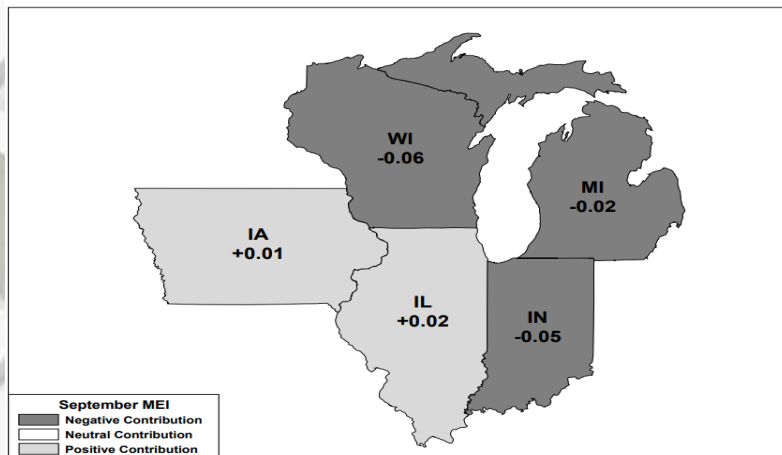 WI
-0.06
MI
-0.02
IA
+0.01
IL
+0.02
IN
-0.05
September MEI
Negative Contribution
Neutral Contribution
Positive Contribution